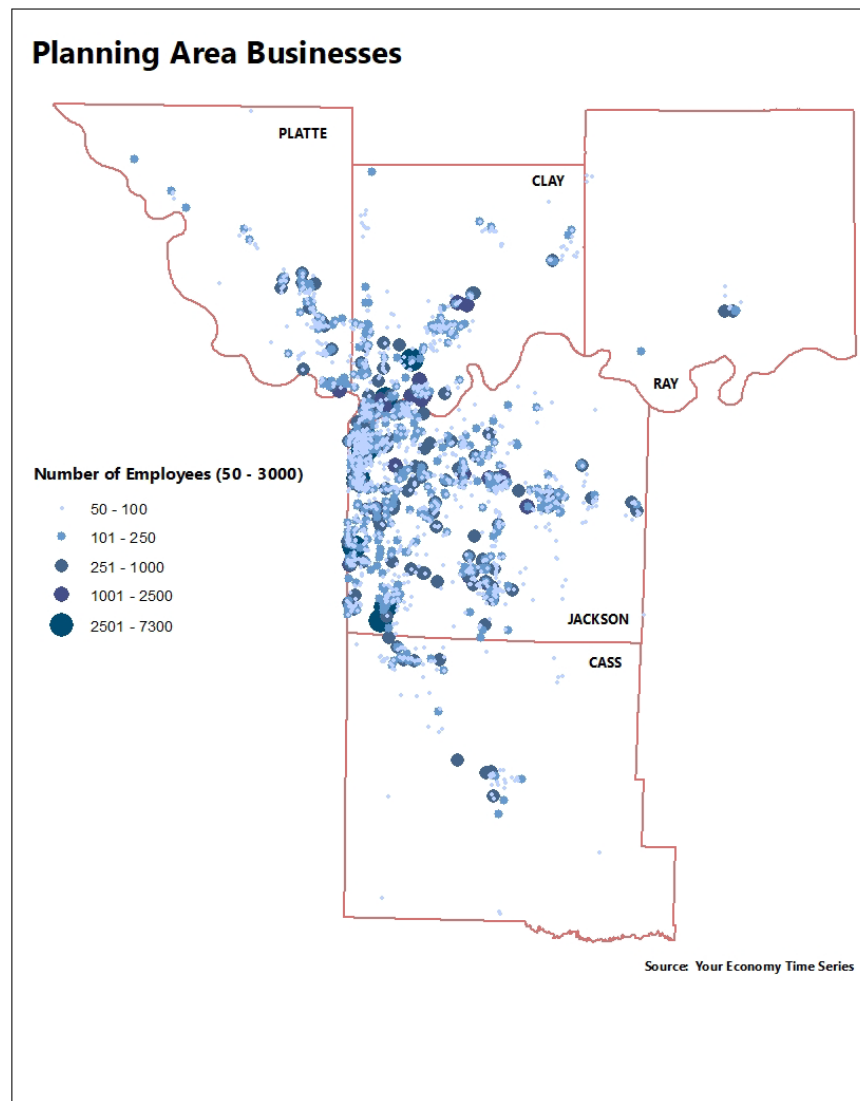 Planning Area Businesses
PLATTE
CLAY
RAY
Number of Employees (50 - 3000)
50 - 100
101 - 250
251 - 1000
1001 - 2500
2501 - 7300
JACKSON
CASS
Source: Your Economy Time Series